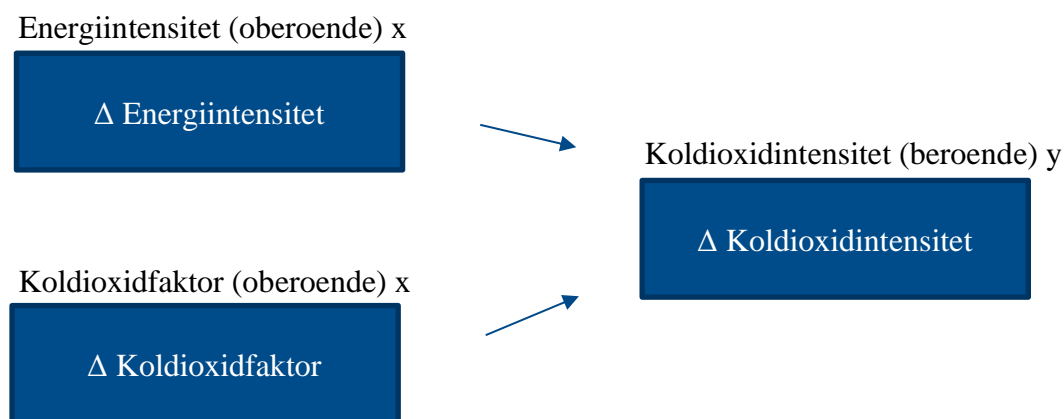 Energiintensitet (oberoende) x
Δ Energiintensitet
Koldioxidintensitet (beroende) y
Δ Koldioxidintensitet
Koldioxidfaktor (oberoende) x
Δ Koldioxidfaktor